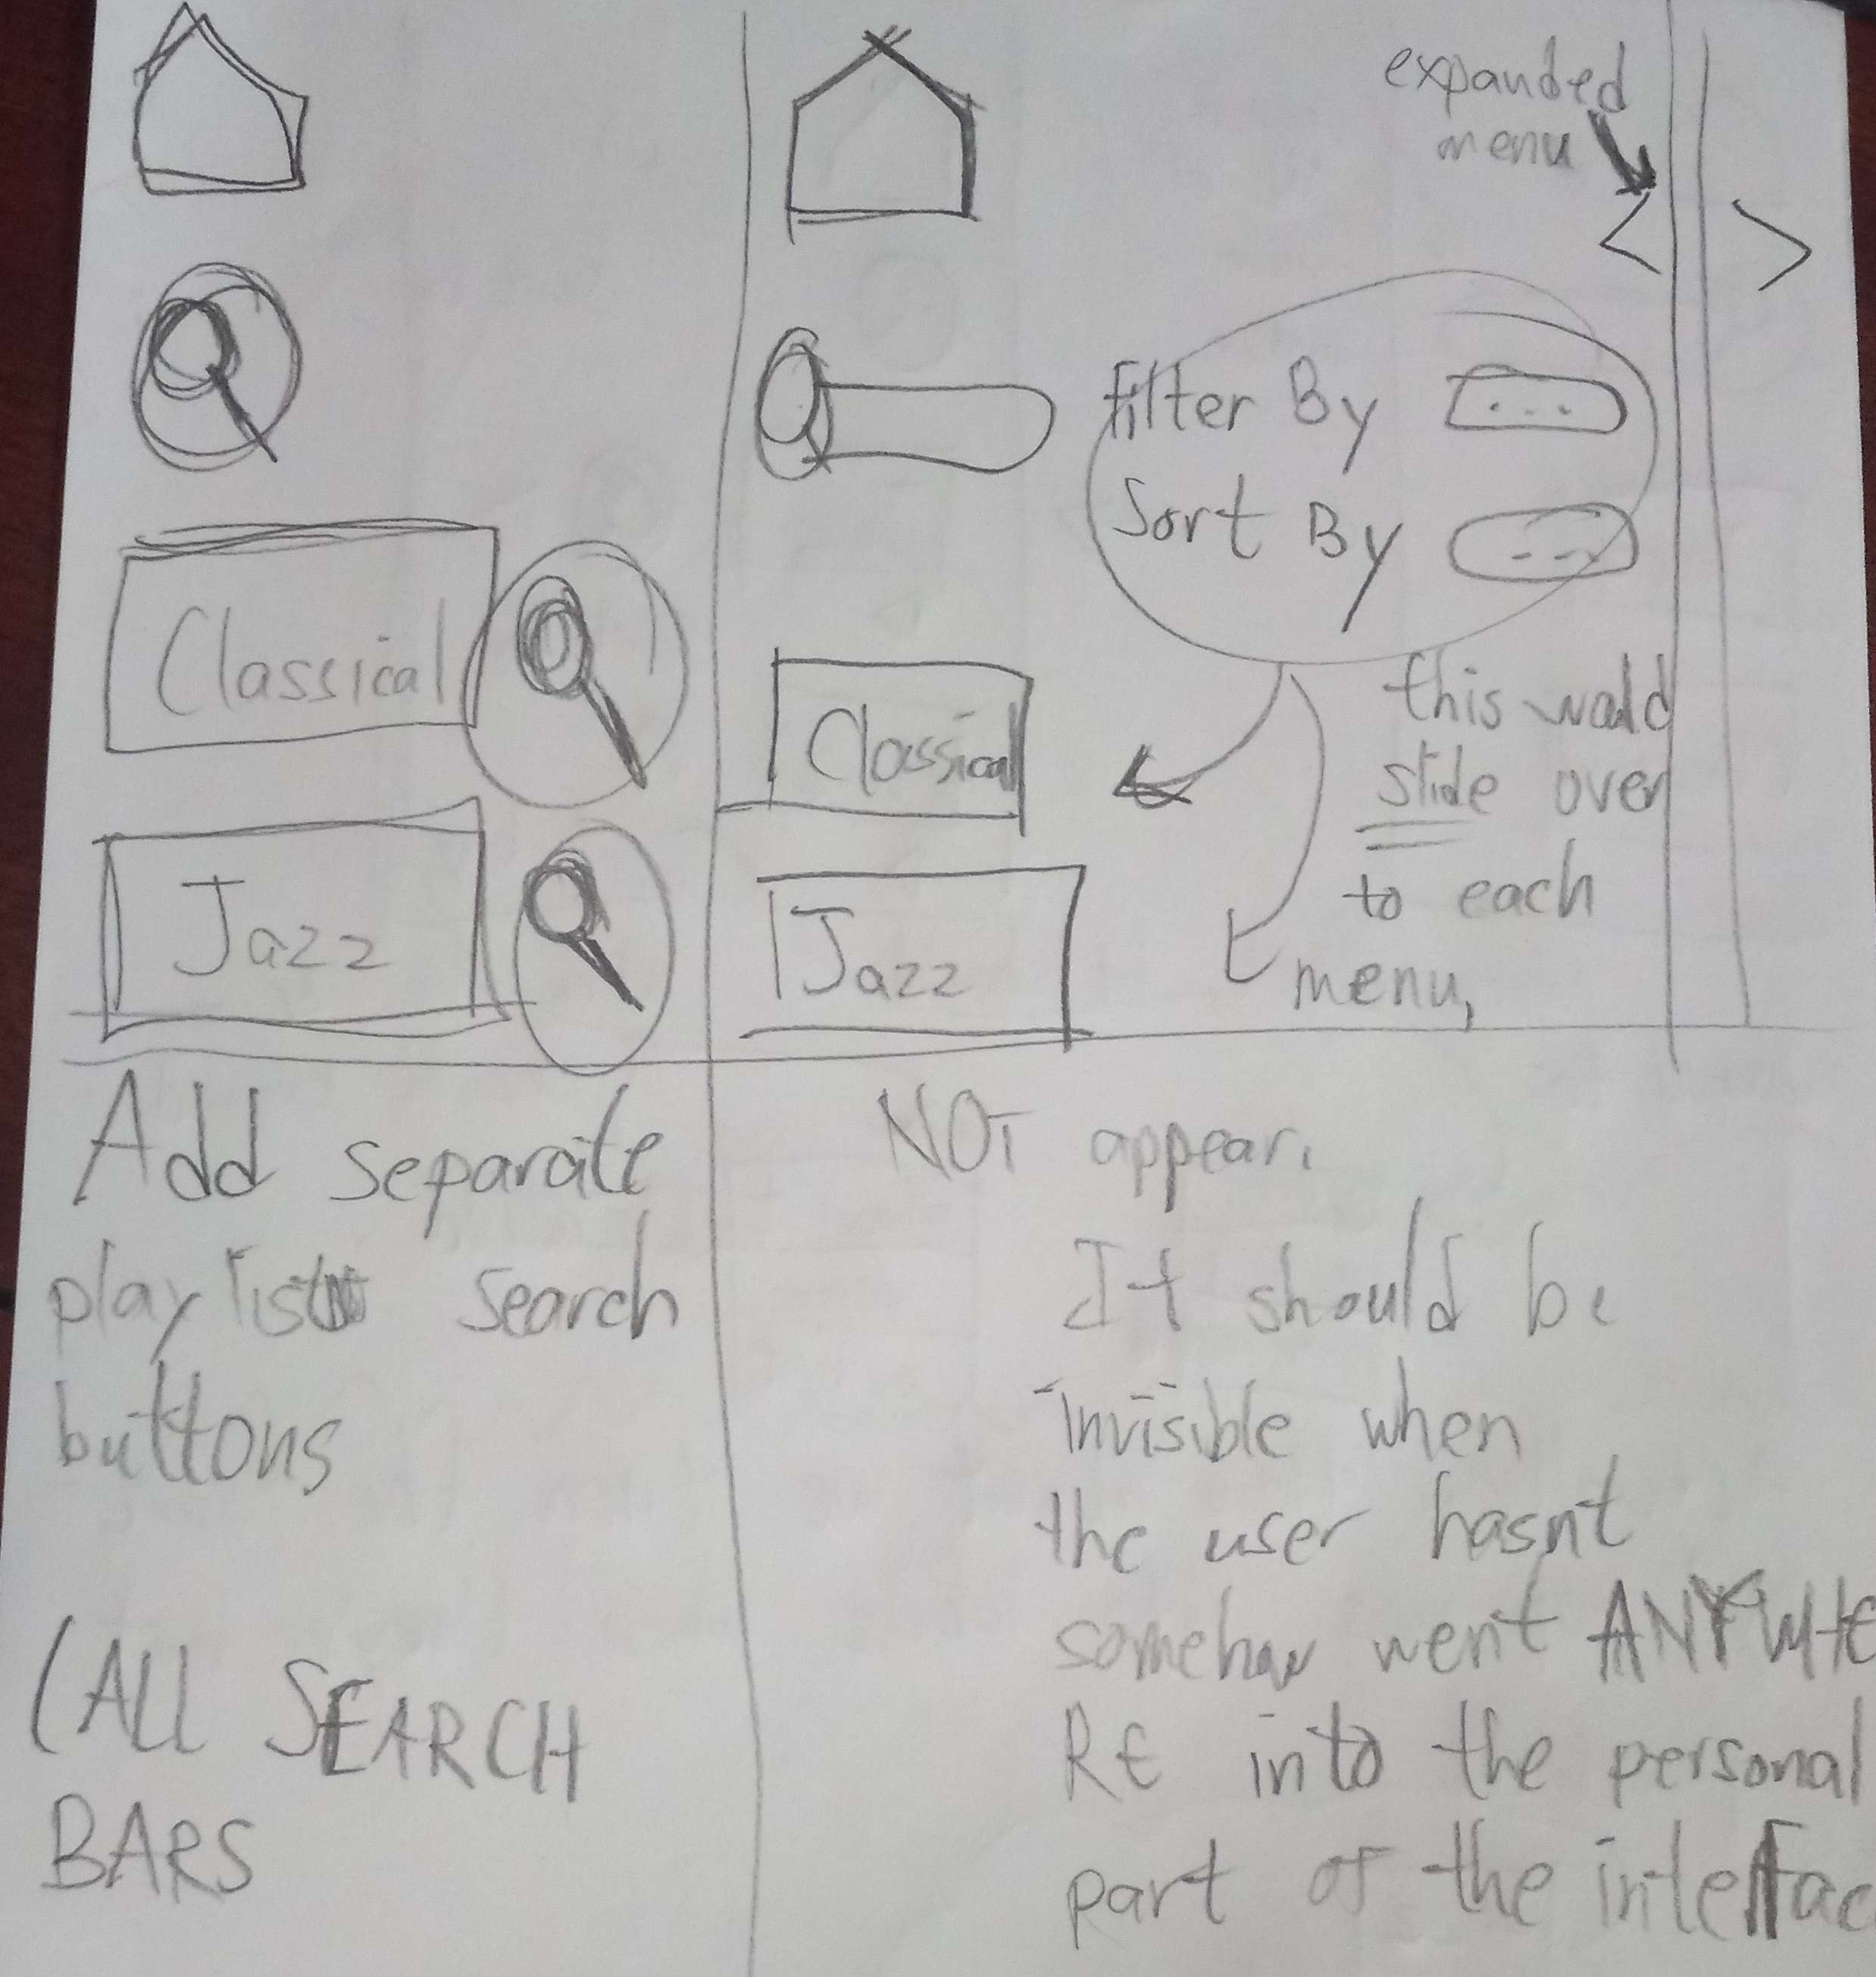 expanded
menu
<
>
Filter By ...
Sort By ...
Classical
Jazz
Classical
Jazz
this would
slide over
to each
menu,
Add separate
playlist search
buttons
(ALL SEARCH
BARS
NOT appear.
It should be
invisible when
the user hasnt
somehow went ANYWHE
RE into the personal
part of the interfac